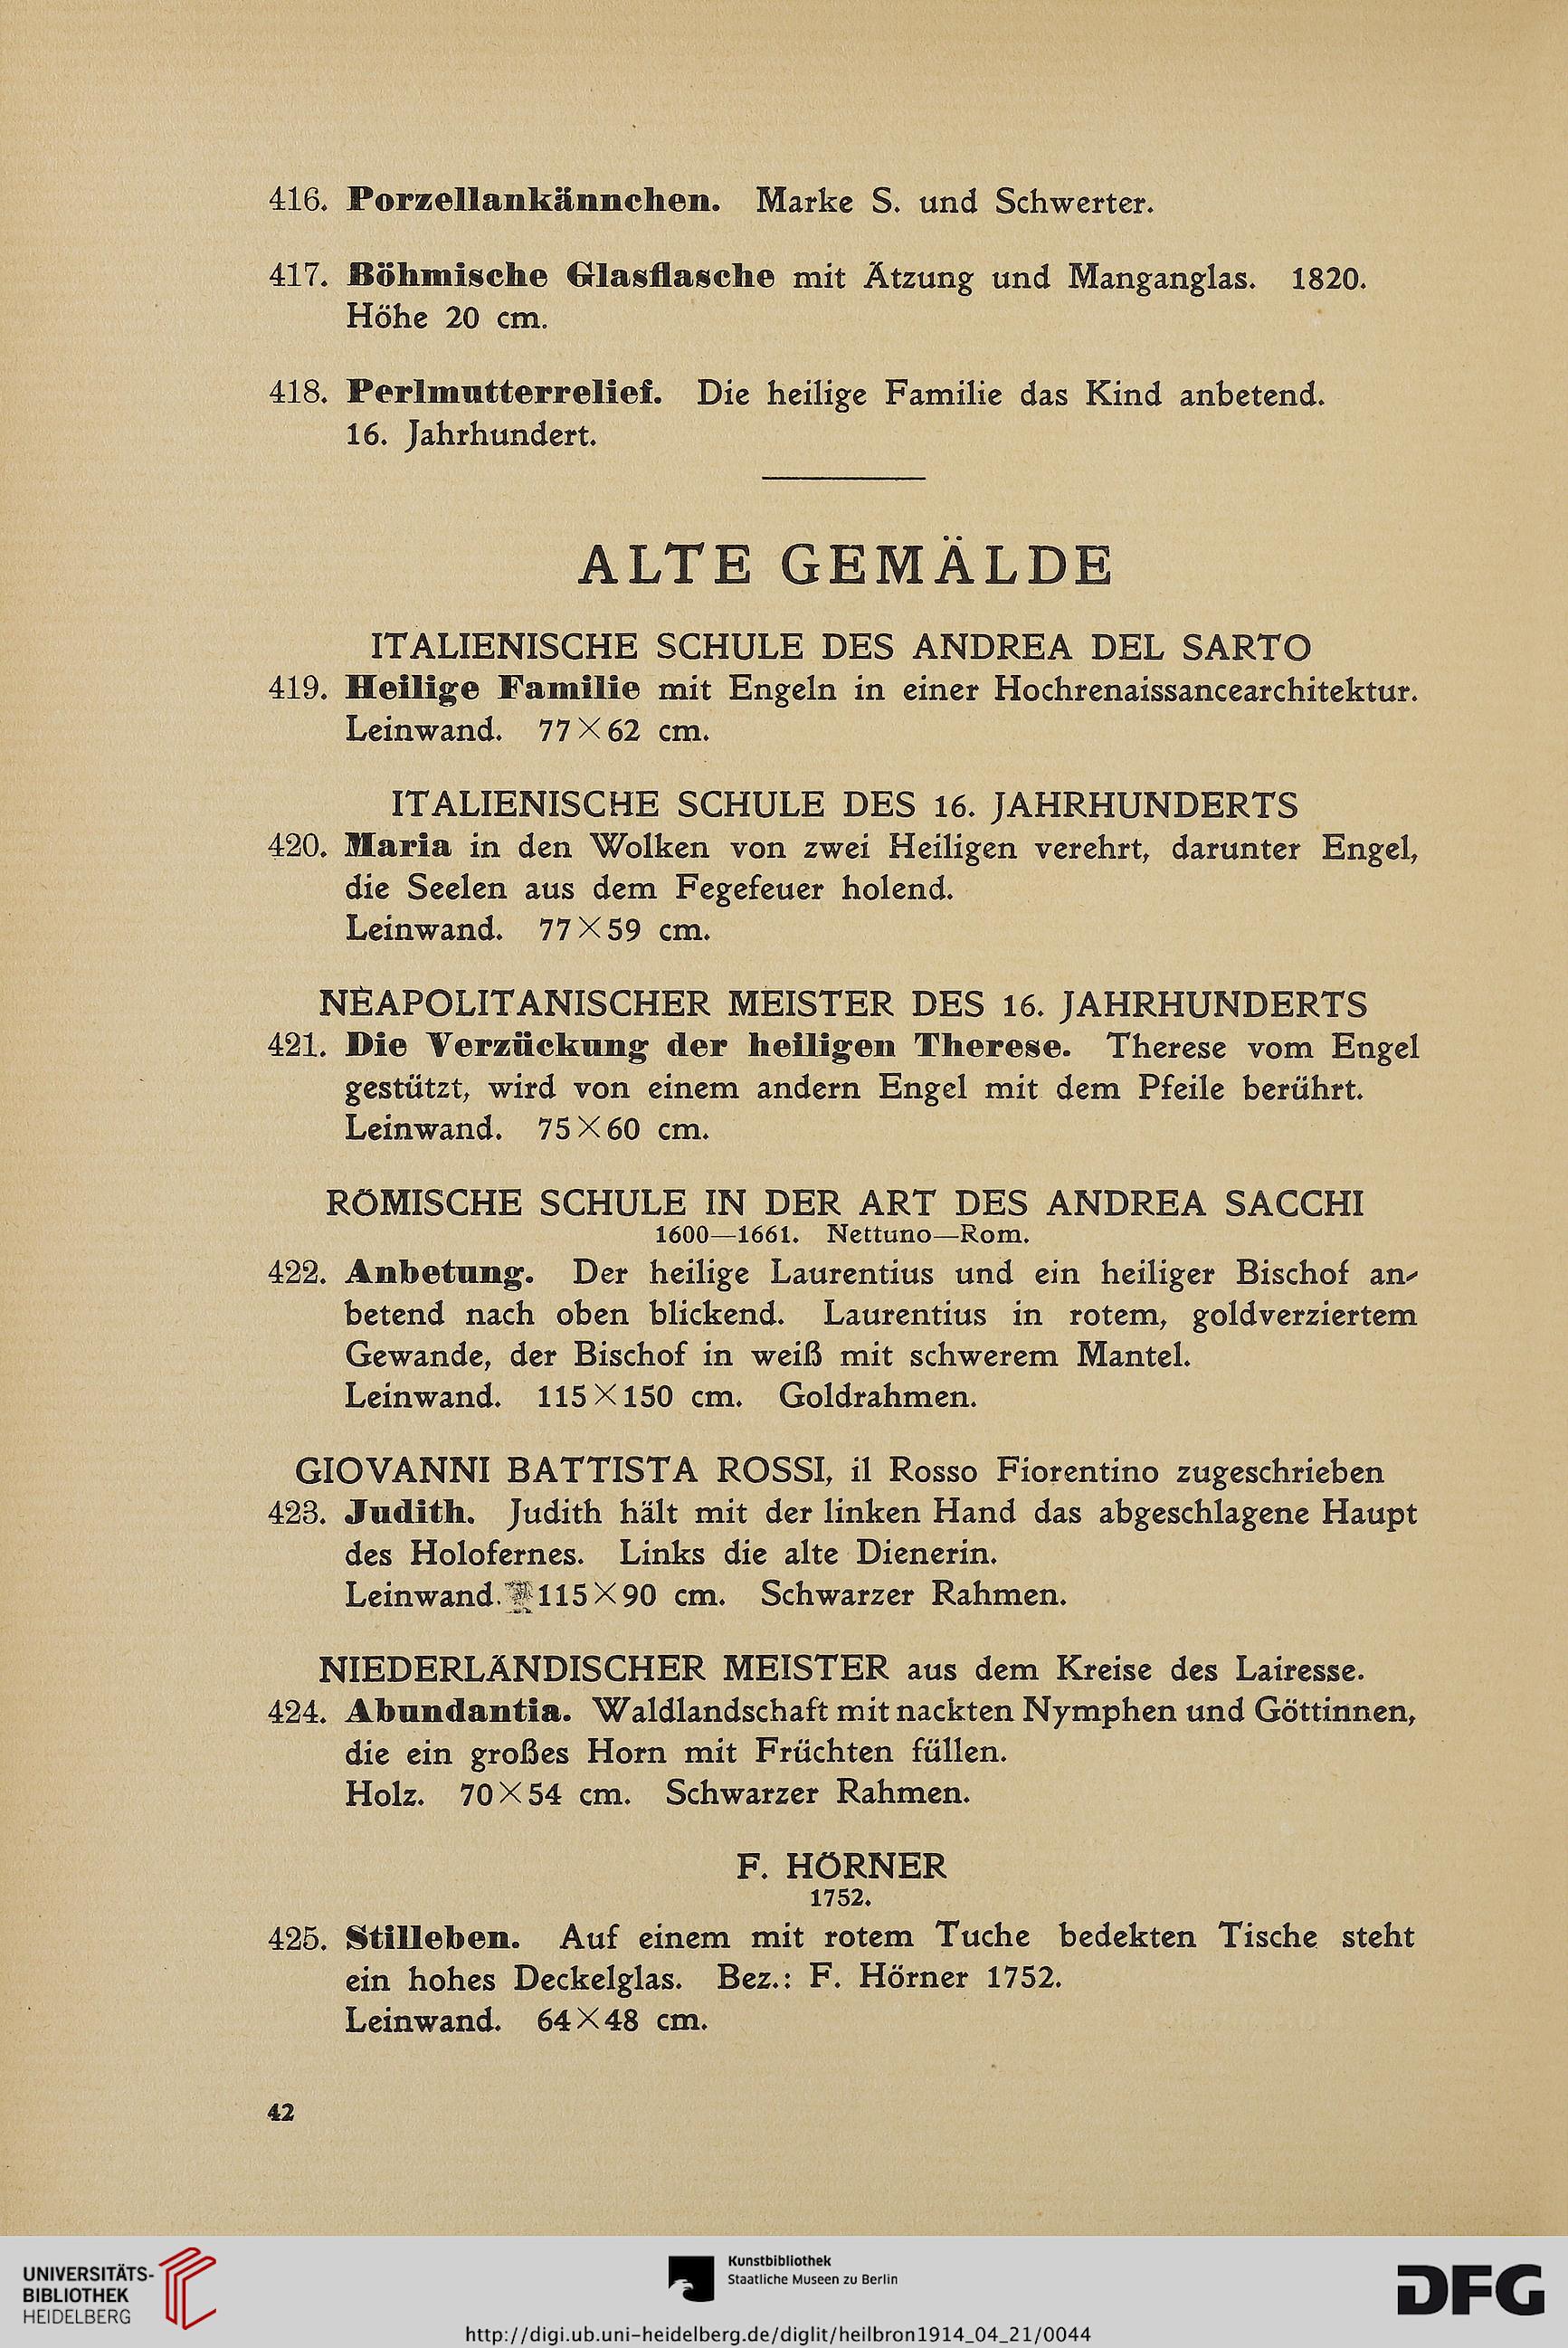 416. Porzellankännchen. Marke S. und Schwerter.
417. Böhmische Glasflasche mit Ätzung und Manganglas. 1820.
Höhe 20 cm.
418. Perlmutterrelief. Die heilige Familie das Kind anbetend.
16. Jahrhundert.
ALTE GEMÄLDE
ITALIENISCHE SCHULE DES ANDREA DEL SARTO
419. Heilige Familie mit Engeln in einer Hochrenaissancearchitektur.
Leinwand. 77×62 cm.
ITALIENISCHE SCHULE DES 16. JAHRHUNDERTS
420. Maria in den Wolken von zwei Heiligen verehrt, darunter Engel,
die Seelen aus dem Fegefeuer holend.
Leinwand. 77×59 cm.
NEAPOLITANISCHER MEISTER DES 16. JAHRHUNDERTS
421. Die Verzückung der heiligen Therese. Therese vom Engel
gestützt, wird von einem andern Engel mit dem Pfeile berührt.
Leinwand. 75×60 cm.
RÖMISCHE SCHULE IN DER ART DES ANDREA SACCHI
1600—1661. Nettuno—Rom.
422. Anbetung. Der heilige Laurentius und ein heiliger Bischof an-
betend nach oben blickend. Laurentius in rotem, goldverziertem
Gewande, der Bischof in weiß mit schwerem Mantel.
Leinwand. 115×150 cm. Goldrahmen.
GIOVANNI BATTISTA ROSSI, il Rosso Fiorentino zugeschrieben
423. Judith. Judith hält mit der linken Hand das abgeschlagene Haupt
des Holofernes. Links die alte Dienerin.
Leinwand. 115×90 cm. Schwarzer Rahmen.
NIEDERLÄNDISCHER MEISTER aus dem Kreise des Lairesse.
424. Abundantia. Waldlandschaft mit nackten Nymphen und Göttinnen,
die ein großes Horn mit Früchten füllen.
Holz. 70×54 cm. Schwarzer Rahmen.
F. HÖRNER
1752.
425. Stilleben. Auf einem mit rotem Tuche bedekten Tische steht
ein hohes Deckelglas. Bez.: F. Hörner 1752.
Leinwand. 64×48 cm.
42
UNIVERSITÄTS-
BIBLIOTHEK
HEIDELBERG
Kunstbibliothek
Staatliche Museen zu Berlin
DFG
http://digi.ub.uni-heidelberg.de/diglit/heilbron1914_04_21/0044